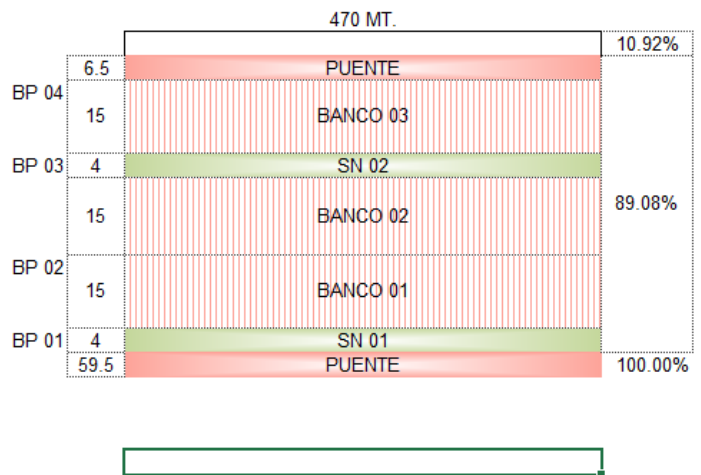 470 MT.
10.92%
6.5 PUENTE
BP 04
15 BANCO 03
BP 03 4 SN 02
15 BANCO 02 89.08%
BP 02
15 BANCO 01
BP 01 4 SN 01
59.5 PUENTE 100.00%